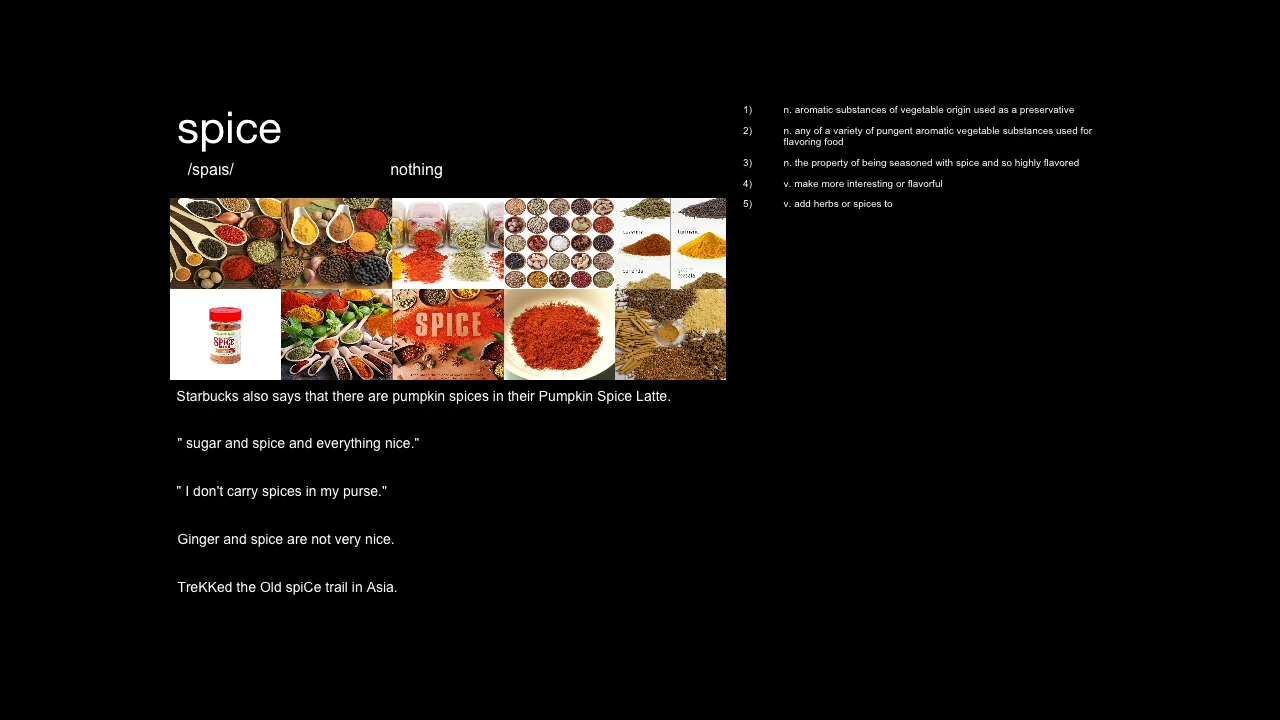 spice
/spaıs/
nothing
SPICE
SPICE
Starbucks also says that there are pumpkin spices in their Pumpkin Spice Latte.
" sugar and spice and everything nice."
" I don't carry spices in my purse."
Ginger and spice are not very nice.
TreKKed the Old spiCe trail in Asia.
1) n. aromatic substances of vegetable origin used as a preservative
2) n. any of a variety of pungent aromatic vegetable substances used for
flavoring food
3) n. the property of being seasoned with spice and so highly flavored
4) v. make more interesting or flavorful
5) v. add herbs or spices to